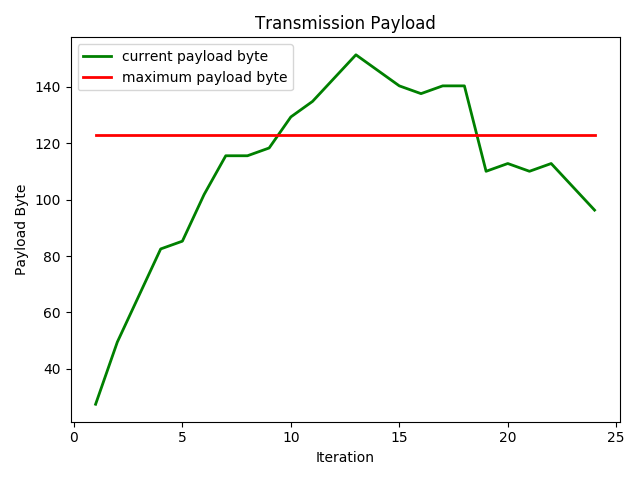 Transmission Payload
current payload byte
maximum payload byte
140
120
100
80
60
40
Payload Byte
0
5
10
15
20
25
Iteration